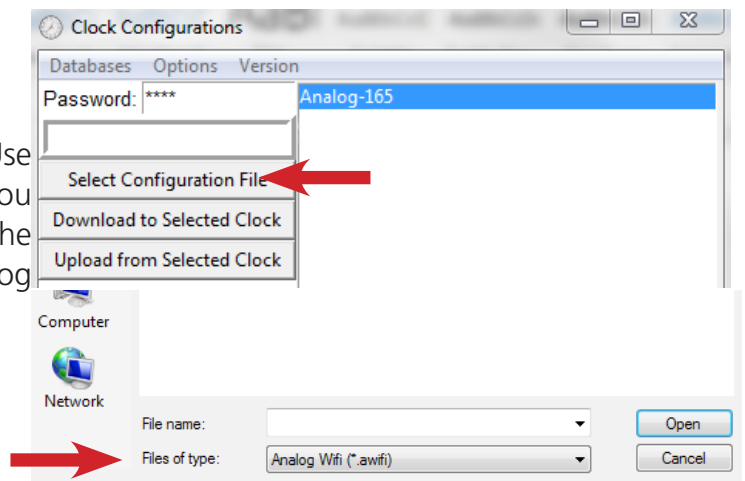 Clock Configurations
Databases Options Version
Password: **** Analog-165
Select Configuration File
Download to Selected Clock
Upload from Selected Clock
Computer
Network
File name:
Open
Files of type: Analog Wifi (*.awifi)
Cancel